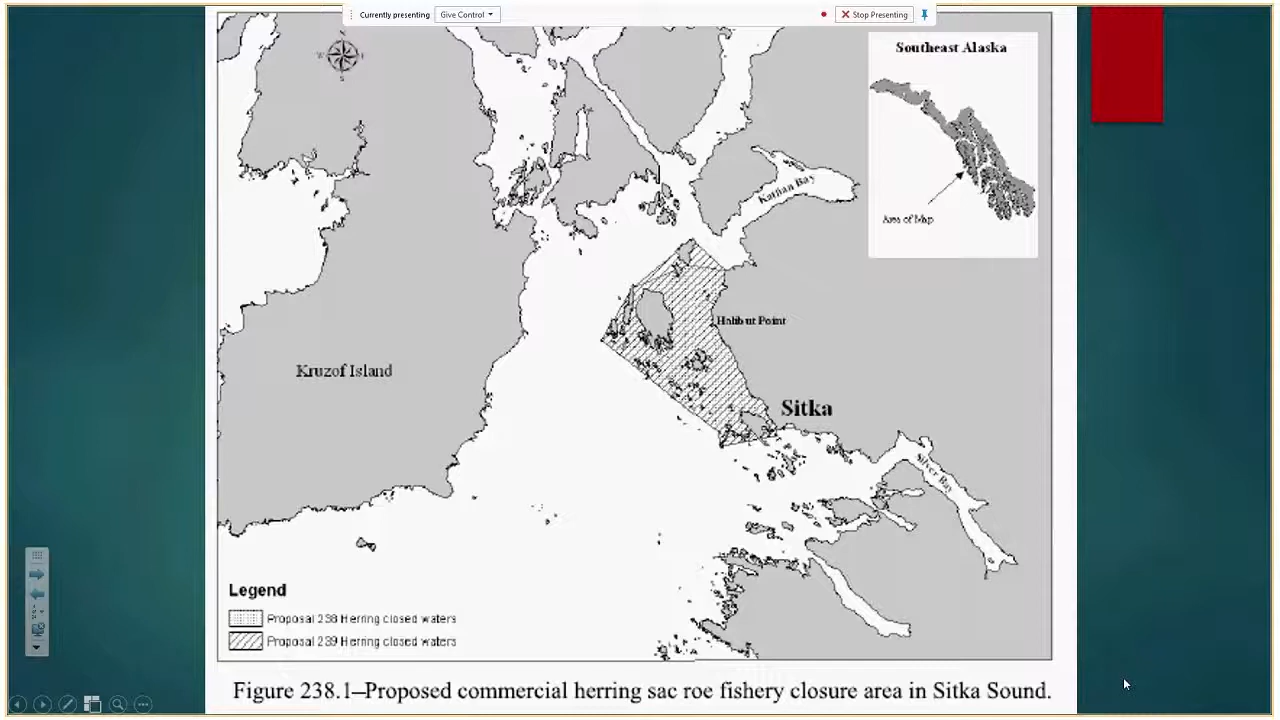 Currently presenting
Give Control
Stop Presenting
N
W
S
Southeast Alaska
Area of Map
Katlian Bay
Halibut Point
Kruzof Island
Sitka
Silver Bay
Legend
Proposal 238 Herring closed waters
Proposal 239 Herring closed waters
Figure 238.1–Proposed commercial herring sac roe fishery closure area in Sitka Sound.